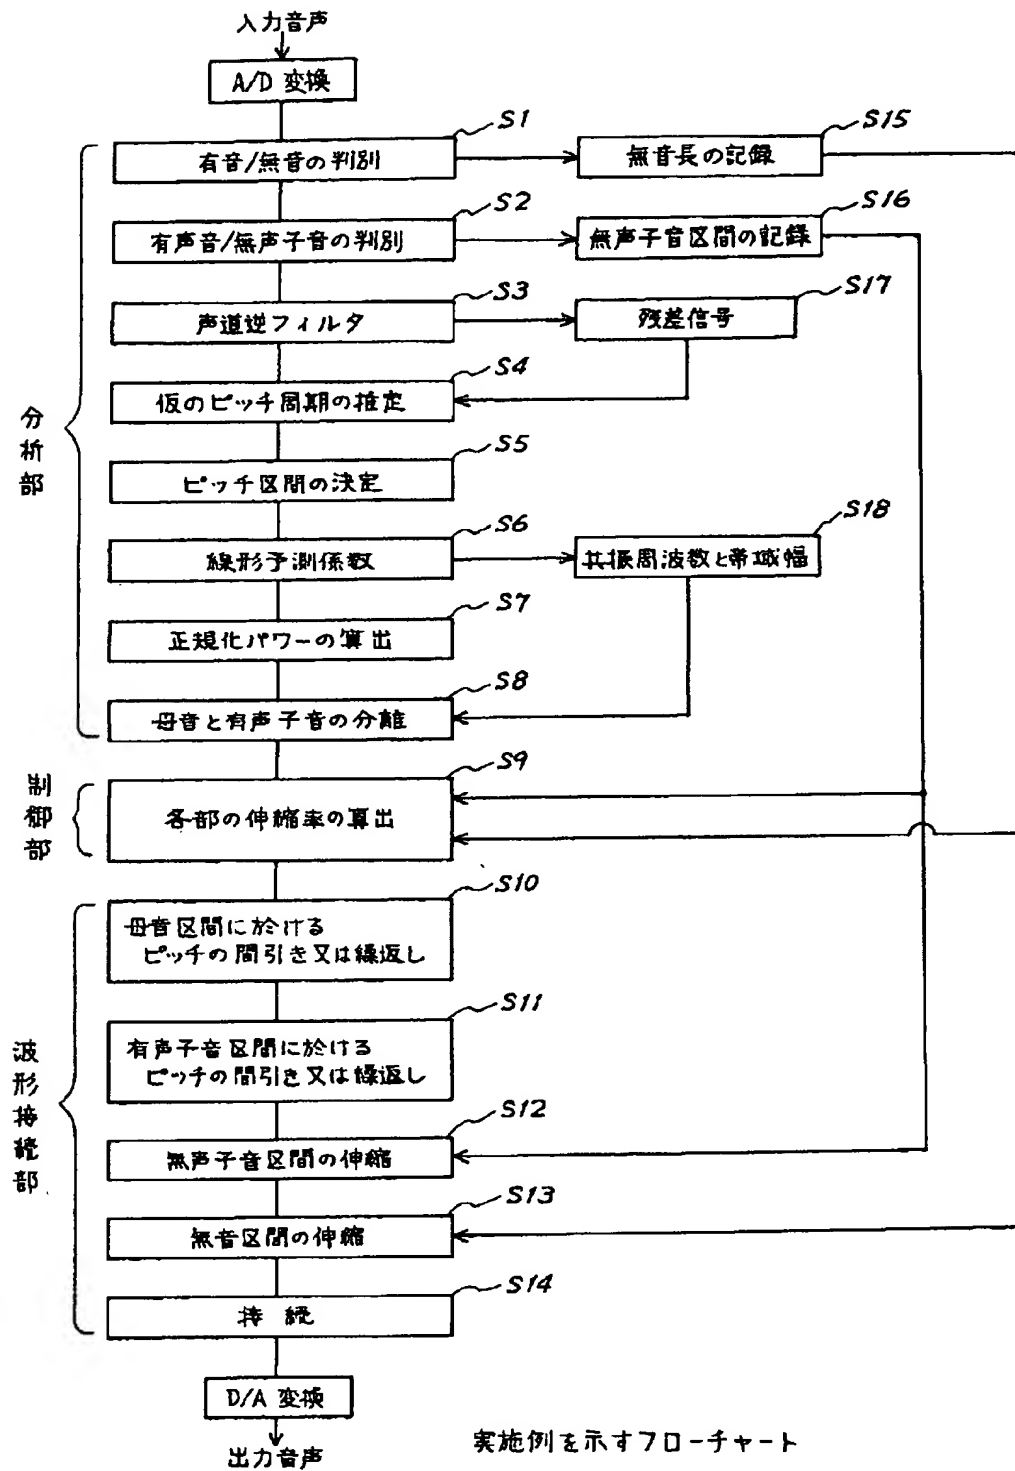 入力音声
A/D 変換
S1
有音/無音の判別
S15
無音長の記録
S2
有声音/無声子音の判別
S16
無声子音区間の記録
S3
声道逆フィルタ
S17
残差信号
S4
仮のピッチ周期の推定
分析部
S5
ピッチ区間の決定
S6
線形予測係数
S18
共振周波数と帯域幅
S7
正規化パワーの算出
S8
母音と有声子音の分離
制御部
S9
各部の伸縮率の算出
S10
母音区間に於ける
ピッチの間引き又は繰返し
波形接続部
S11
有声子音区間に於ける
ピッチの間引き又は繰返し
S12
無声子音区間の伸縮
S13
無音区間の伸縮
S14
接続
D/A 変換
出力音声
実施例を示すフローチャート